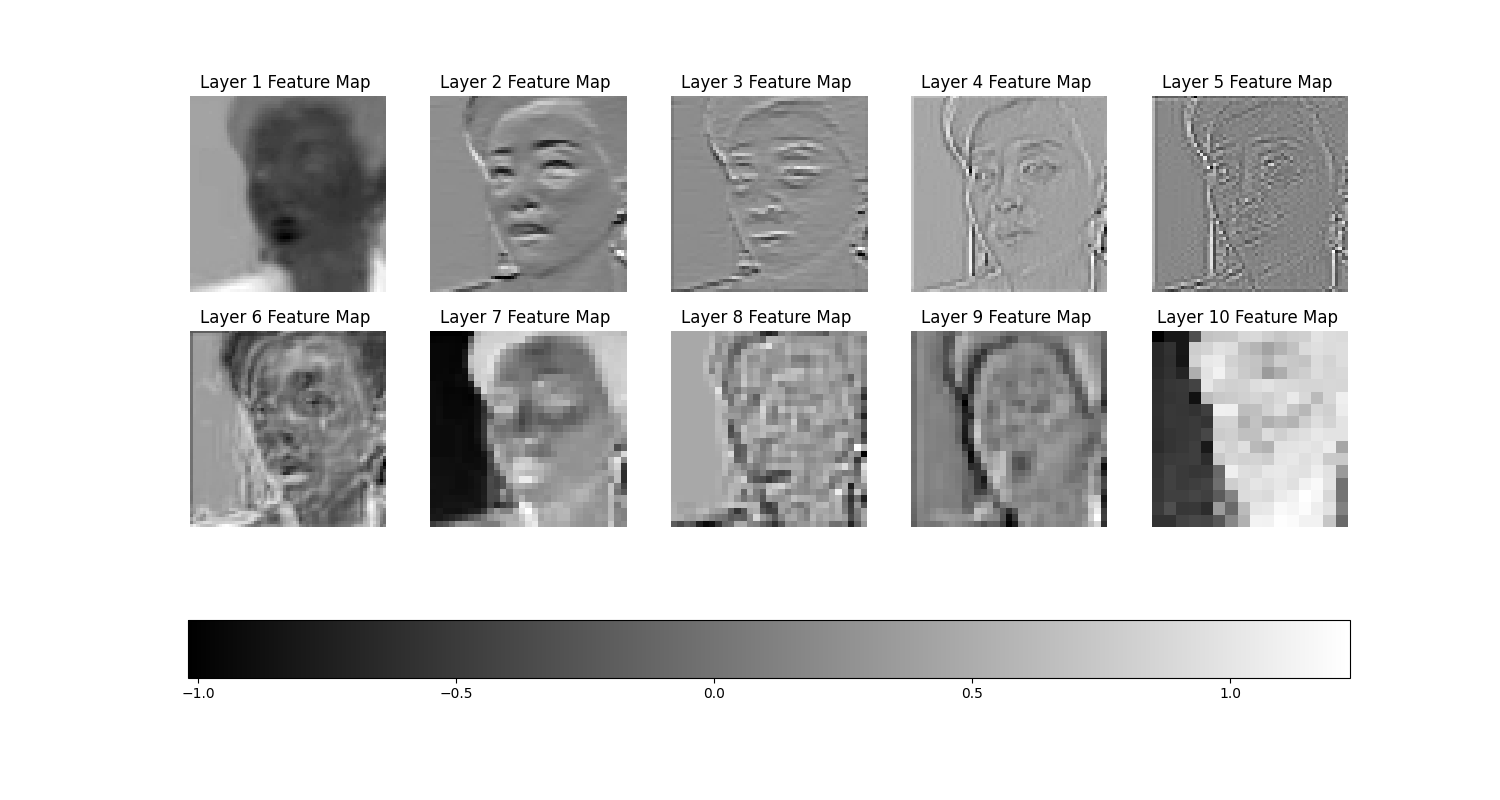 Layer 1 Feature Map
Layer 2 Feature Map
Layer 3 Feature Map
Layer 4 Feature Map
Layer 5 Feature Map
Layer 6 Feature Map
Layer 7 Feature Map
Layer 8 Feature Map
Layer 9 Feature Map
Layer 10 Feature Map
−1.0
−0.5
0.0
0.5
1.0